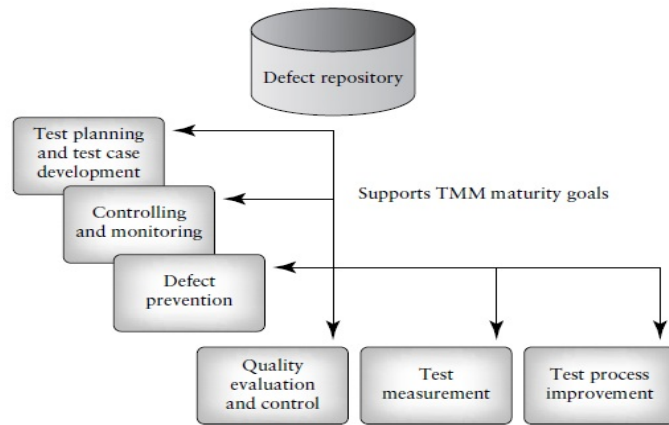 Defect repository
Test planning
and test case
development
Supports TMM maturity goals
Controlling
and monitoring
Defect
prevention
Quality
evaluation
and control
Test
measurement
Test process
improvement